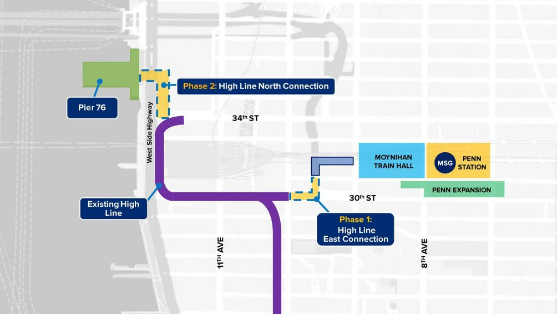 Phase 2: High Line North Connection
Pier 76
West Side Highway
34th ST
MOYNIHAN
TRAIN HALL
MSG
PENN
STATION
PENN EXPANSION
Existing High
Line
30th ST
Phase 1:
High Line
East Connection
11TH AVE
8TH AVE